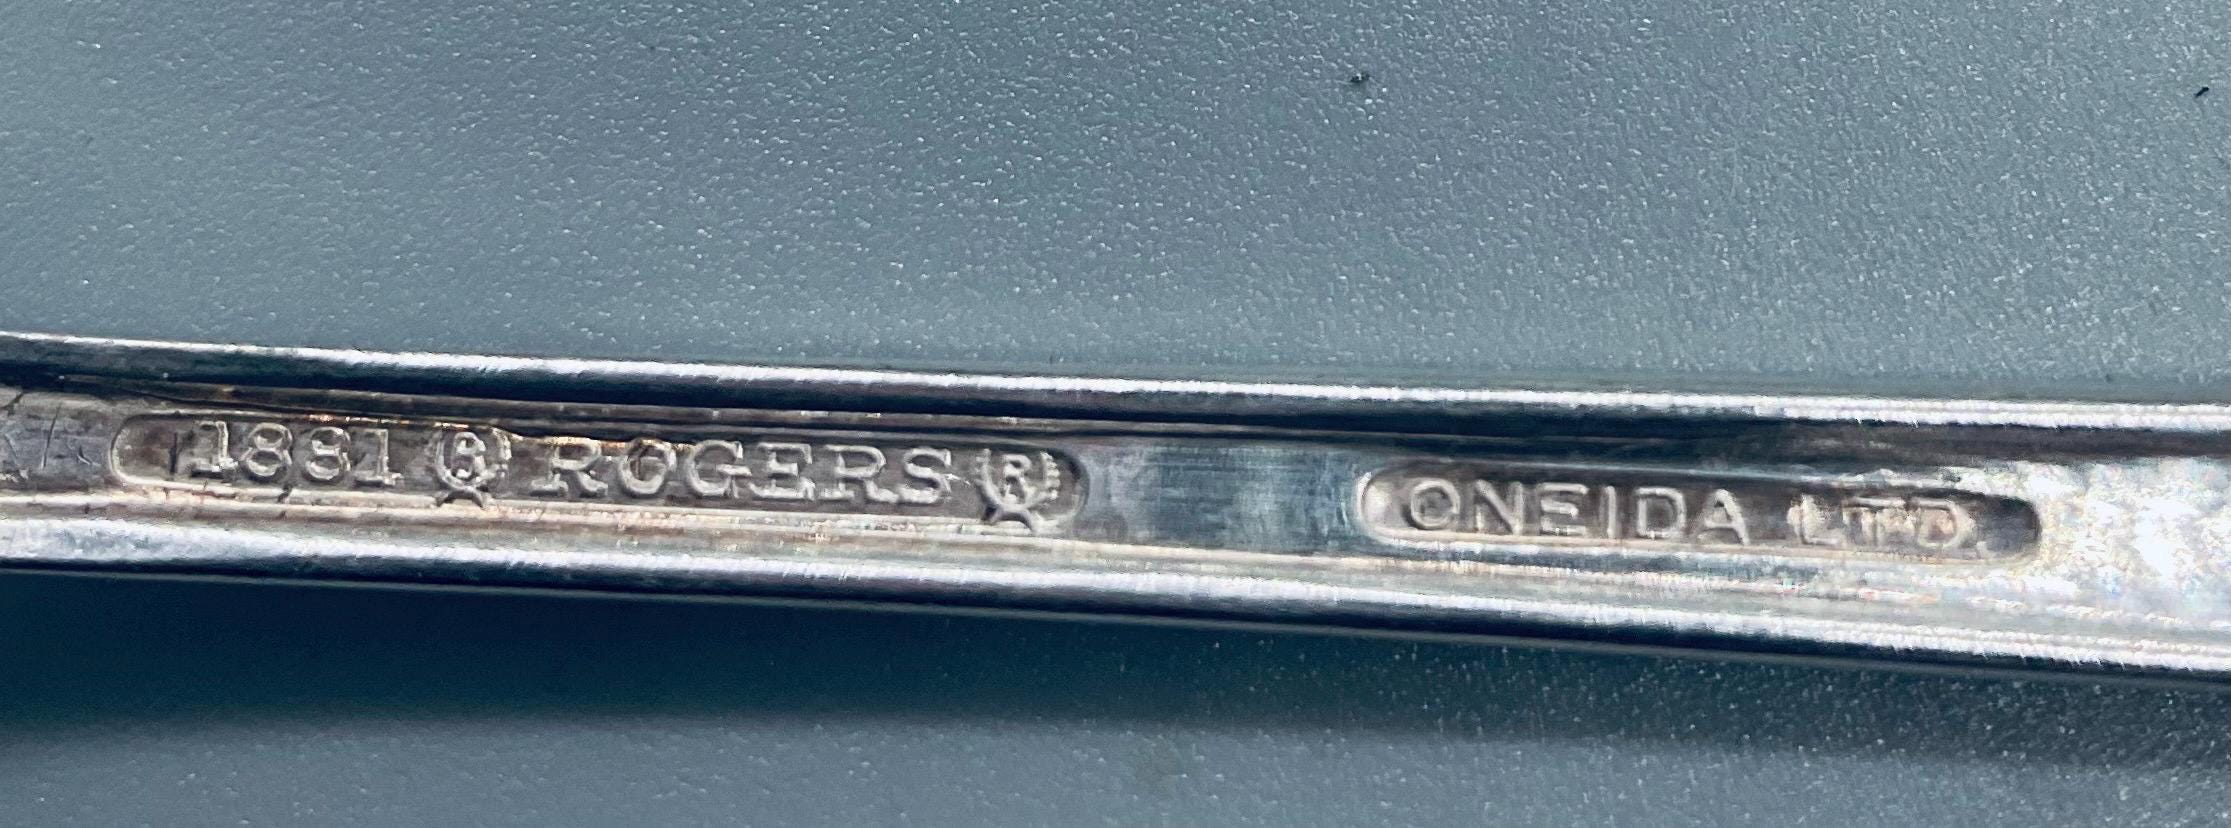 1881 Ⓡ ROGERS Ⓡ ONEIDA LTD.